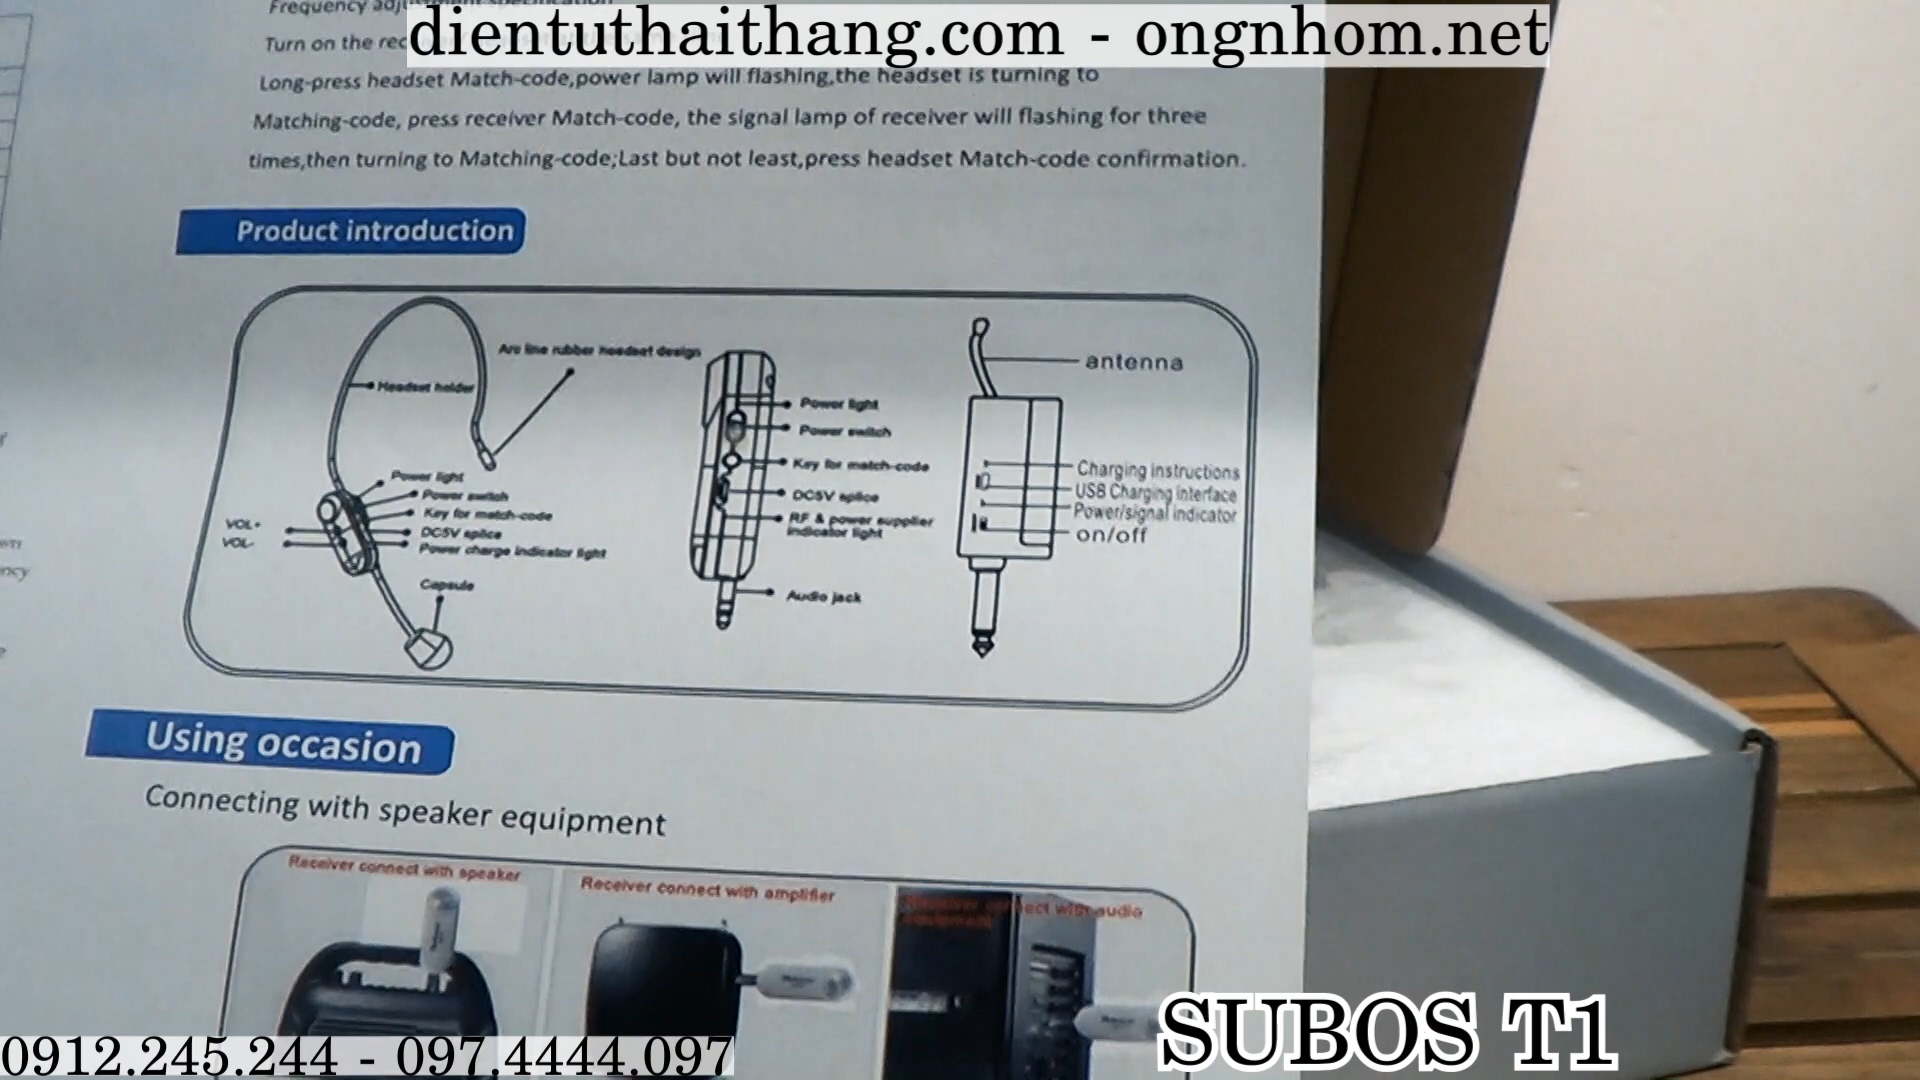 Frequency
dientuthaithang.com - ongnhom.net
Turn on the
Long-press headset Match-code,power lamp will flashing,the headset is turning to
Matching-code, press receiver Match-code, the signal lamp of receiver will flashing for three
times,then turning to Matching-code;Last but not least,press headset Match-code confirmation.
Product introduction
Arc line rubber headset design
Headset holder
Power light
Power switch
Key for match-code
DC5V splice
Power charge indicator light
VOL+
VOL-
Capsule
Power light
Power switch
Key for match-code
DC5V splice
RF & power supplier
indicator light
Audio jack
antenna
Charging instructions
USB Charging interface
Power/signal indicator
on/off
Using occasion
Connecting with speaker equipment
Receiver connect with speaker
Receiver connect with amplifier
with audio
0912.245.244 - 097.4444.097
SUBOS T1